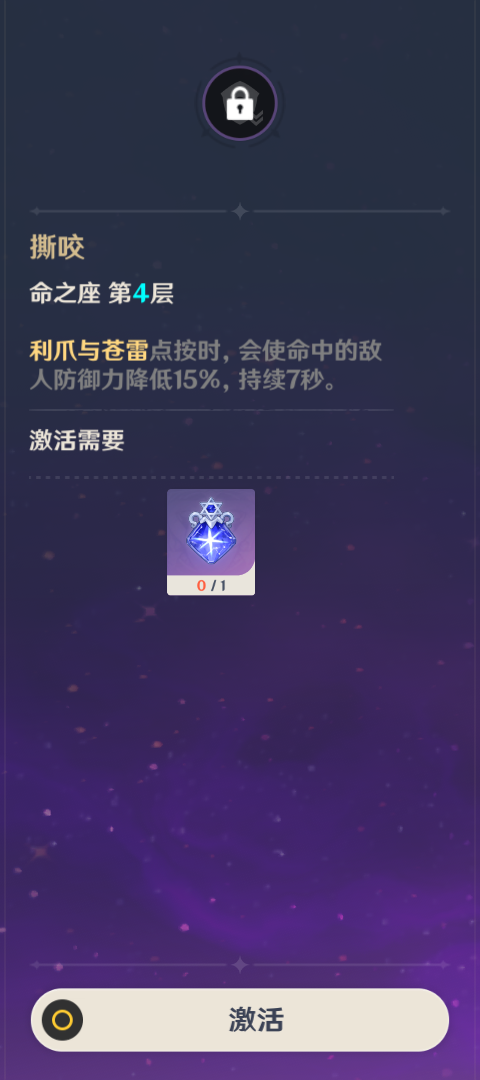 撕咬
命之座 第4层
利爪与苍雷点按时，会使命中的敌
人防御力降低15%，持续7秒。
激活需要
0 / 1
激活